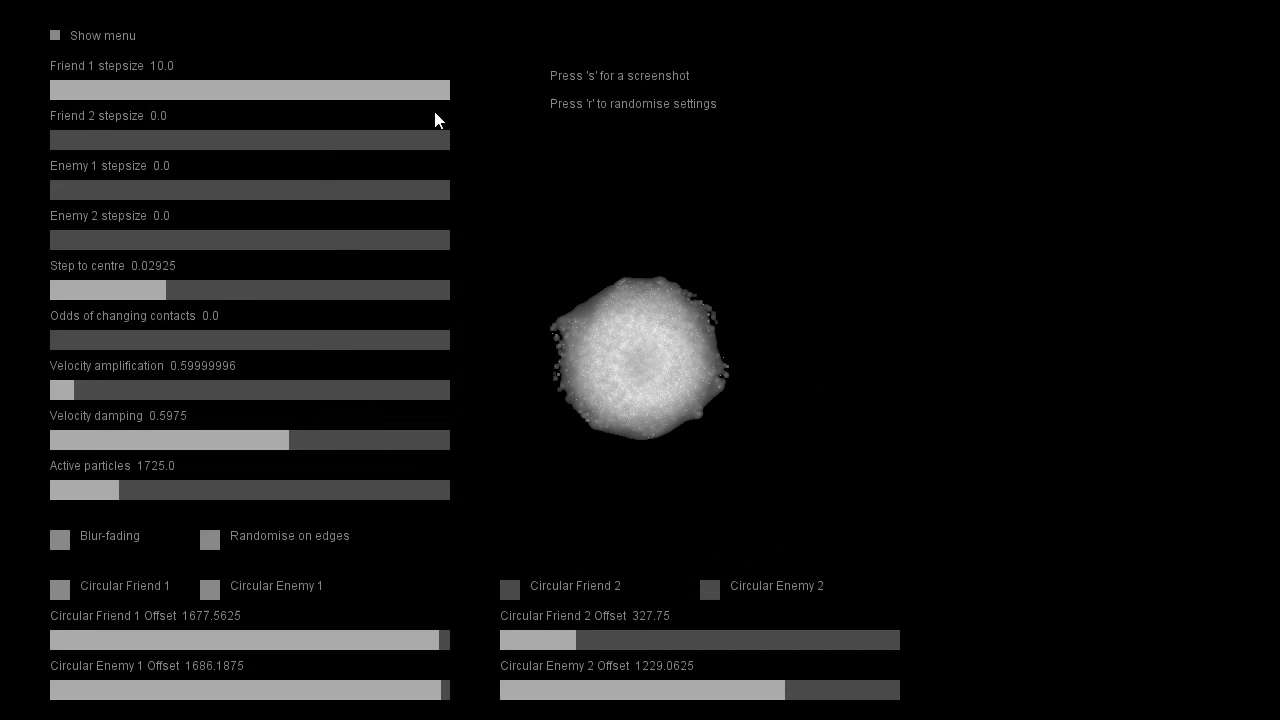 Show menu
Friend 1 stepsize 10.0
Press 's' for a screenshot
Press 'r' to randomise settings
Friend 2 stepsize 0.0
Enemy 1 stepsize 0.0
Enemy 2 stepsize 0.0
Step to centre 0.02925
Odds of changing contacts 0.0
Velocity amplification 0.59999996
Velocity damping 0.5975
Active particles 1725.0
Blur-fading Randomise on edges
Circular Friend 1 Circular Enemy 1 Circular Friend 2 Circular Enemy 2
Circular Friend 1 Offset 1677.5625 Circular Friend 2 Offset 327.75
Circular Enemy 1 Offset 1686.1875 Circular Enemy 2 Offset 1229.0625